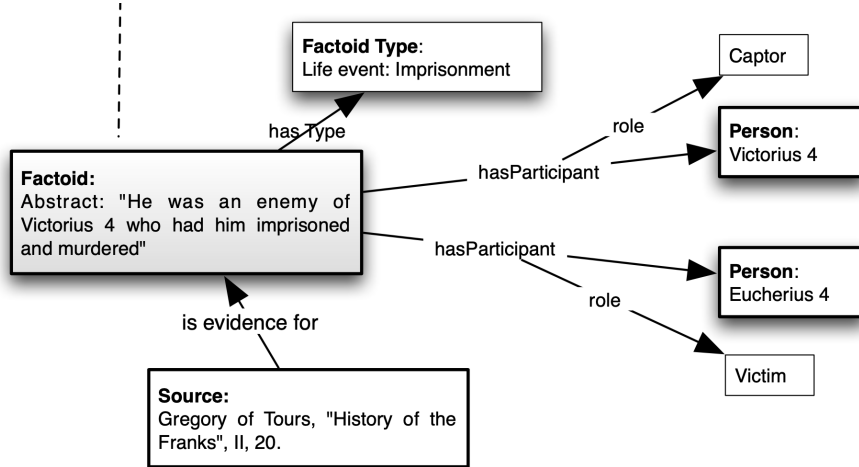 Factoid Type:
Life event: Imprisonment
Captor
has Type
role
Person:
Victorius 4
hasParticipant
Factoid:
Abstract: "He was an enemy of
Victorius 4 who had him imprisoned
and murdered"
hasParticipant
Person:
Eucherius 4
role
is evidence for
Victim
Source:
Gregory of Tours, "History of the
Franks", II, 20.